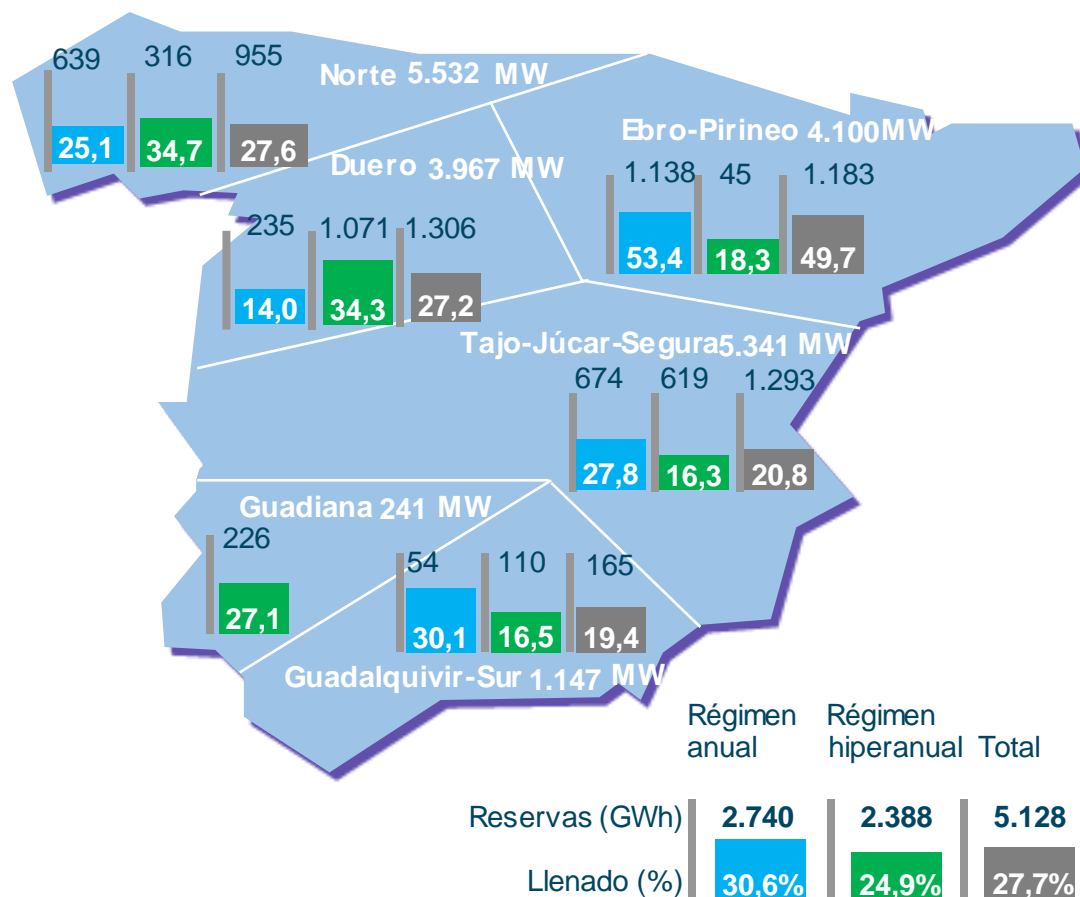 639 316 955
Norte 5.532 MW
25,1 34,7 27,6
Ebro-Pirineo 4.100 MW
Duero 3.967 MW
1.138 45 1.183
53,4 18,3 49,7
235 1.071 1.306
14,0 34,3 27,2
Tajo-Júcar-Segura 5.341 MW
674 619 1.293
27,8 16,3 20,8
Guadiana 241 MW
226
27,1
54 110 165
30,1 16,5 19,4
Guadalquivir-Sur 1.147 MW
Régimen anual
Régimen hiperanual
Total
Reservas (GWh) 2.740 2.388 5.128
Llenado (%) 30,6% 24,9% 27,7%